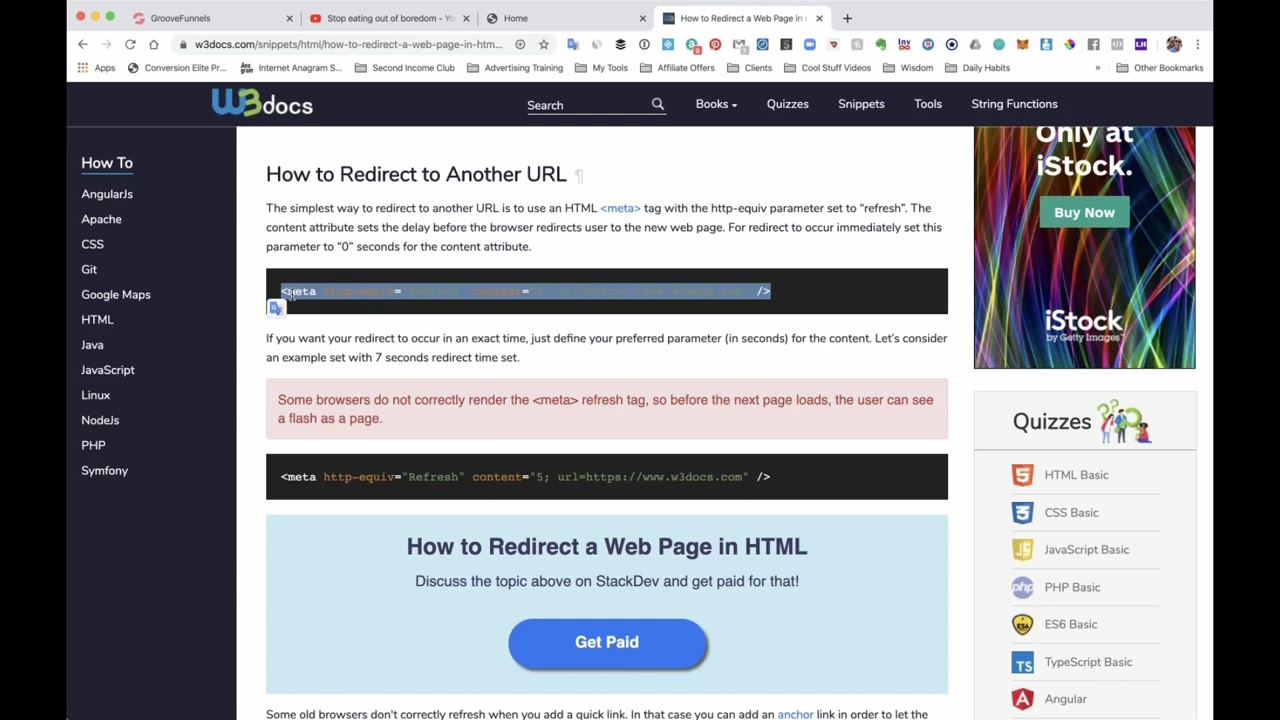 GrooveFunnels
Stop eating out of boredom - Yo
Home
How to Redirect a Web Page in H
w3docs.com/snippets/html/how-to-redirect-a-web-page-in-htm...
Apps
Conversion Elite Pr...
Internet Anagram S...
Second Income Club
Advertising Training
My Tools
Affiliate Offers
Clients
Cool Stuff Videos
Wisdom
Daily Habits
»
Other Bookmarks
W3docs
Search
Books
Quizzes
Snippets
Tools
String Functions
How To
AngularJs
Apache
CSS
Git
Google Maps
HTML
Java
JavaScript
Linux
NodeJs
PHP
Symfony
How to Redirect to Another URL ¶
The simplest way to redirect to another URL is to use an HTML <meta> tag with the http-equiv parameter set to “refresh”. The
content attribute sets the delay before the browser redirects user to the new web page. For redirect to occur immediately set this
parameter to “0” seconds for the content attribute.
<meta http-equiv= content= />
If you want your redirect to occur in an exact time, just define your preferred parameter (in seconds) for the content. Let’s consider
an example set with 7 seconds redirect time set.
Some browsers do not correctly render the <meta> refresh tag, so before the next page loads, the user can see
a flash as a page.
<meta http-equiv="Refresh" content="5; url=https://www.w3docs.com" />
How to Redirect a Web Page in HTML
Discuss the topic above on StackDev and get paid for that!
Get Paid
Some old browsers don't correctly refresh when you add a quick link. In that case you can add an anchor link in order to let the
Only at
iStock.
Buy Now
iStock
by Getty Images™
Quizzes
HTML Basic
CSS Basic
JavaScript Basic
PHP Basic
ES6 Basic
TypeScript Basic
Angular